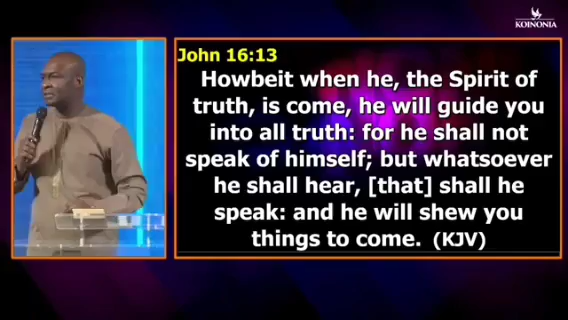 KOINONIA
John 16:13
Howbeit when he, the Spirit of
truth, is come, he will guide you
into all truth: for he shall not
speak of himself; but whatsoever
he shall hear, [that] shall he
speak: and he will shew you
things to come. (KJV)